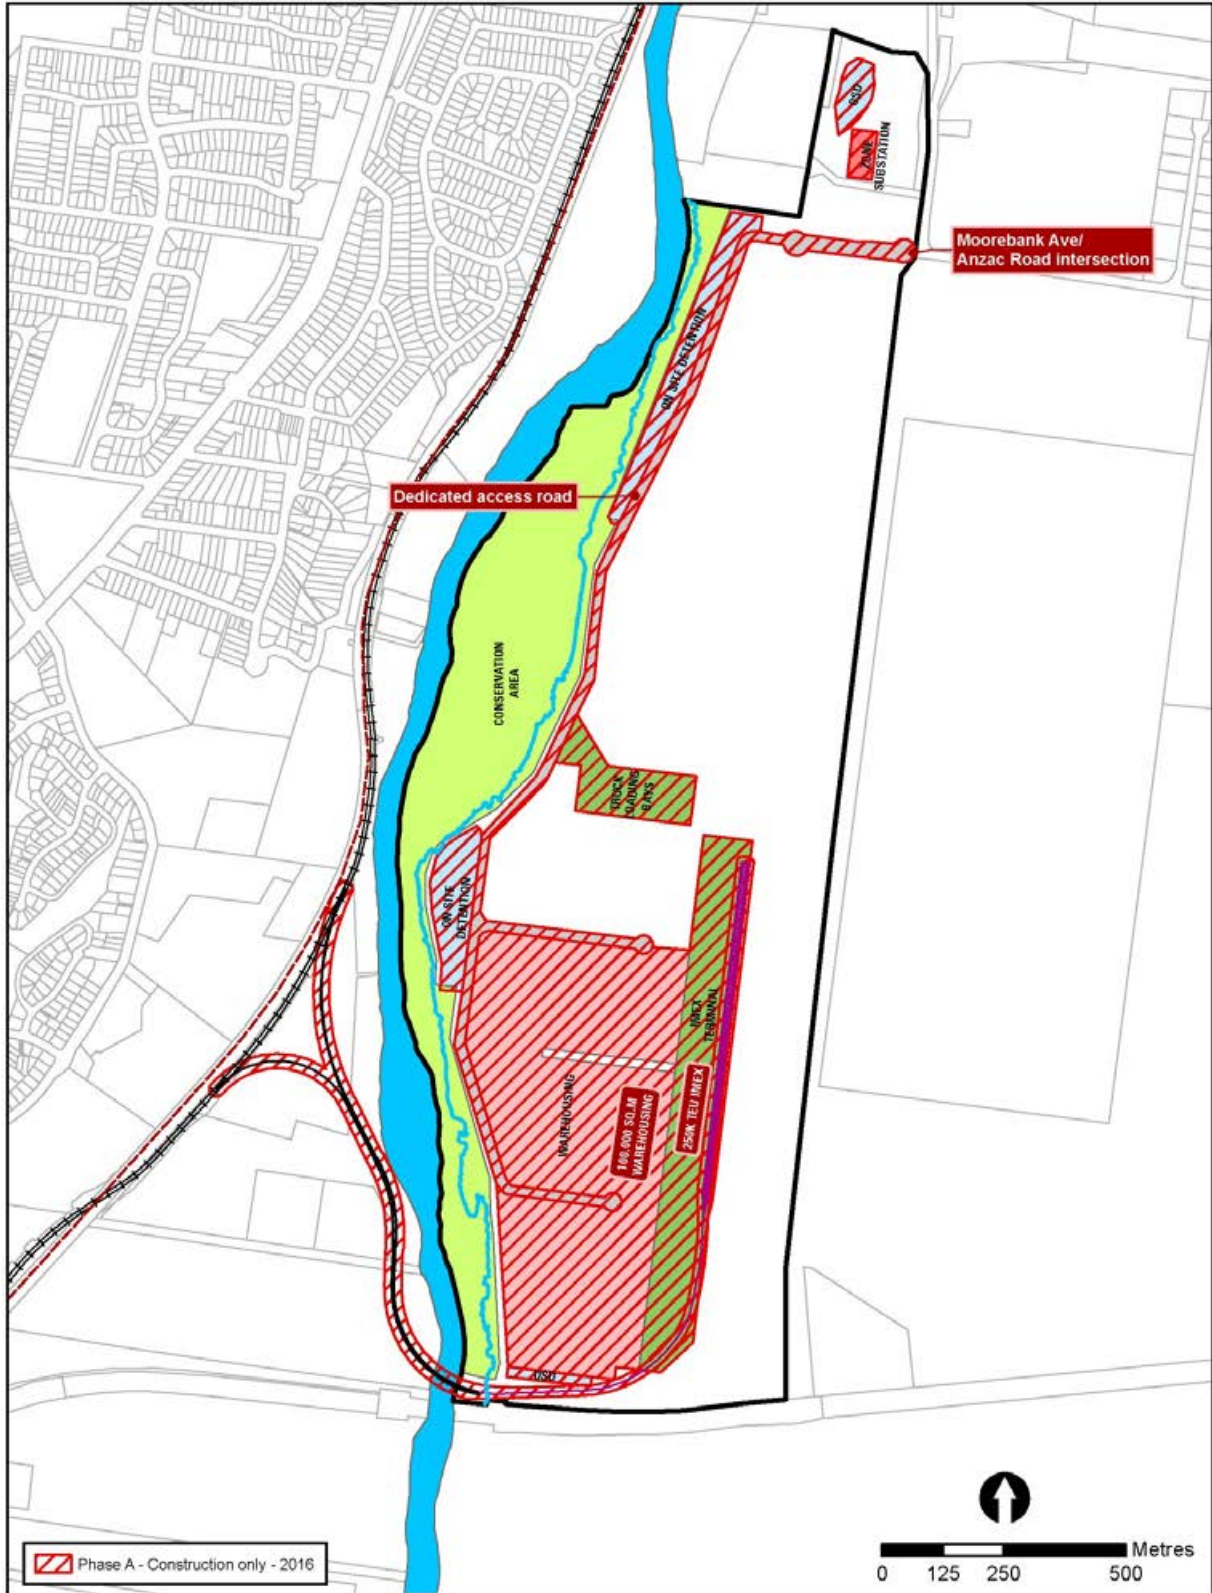 OSD
ZONE
SUBSTATION
Moorebank Ave/
Anzac Road intersection
ON SITE DETENTION
Dedicated access road
CONSERVATION
AREA
TRUCK
LOADING
BAYS
ON SITE
DETENTION
IMEX
TERMINAL
WAREHOUSING
100,000 SQ.M
WAREHOUSING
250K TEU IMEX
OSD
Phase A - Construction only - 2016
Metres
0 125 250 500